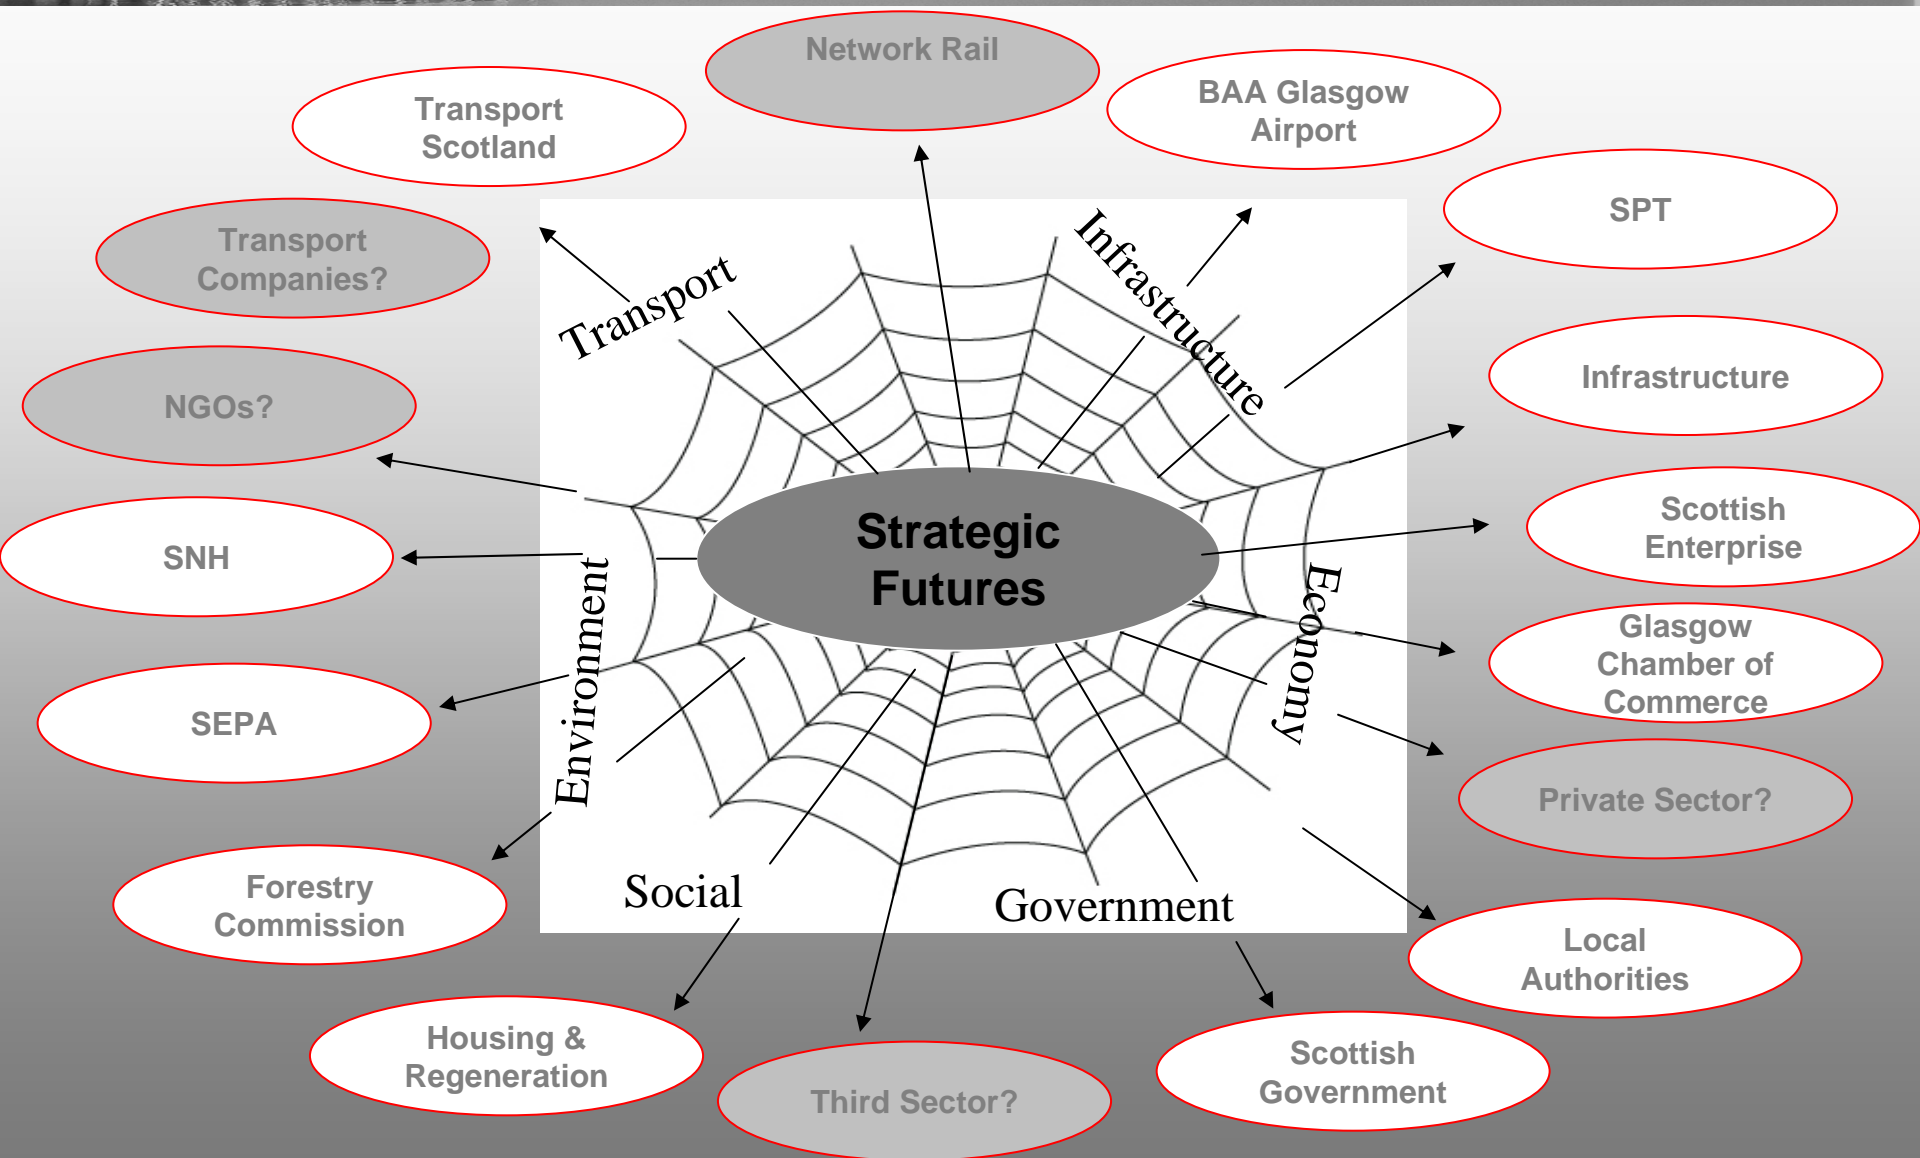 Network Rail
BAA Glasgow
Airport
Transport
Scotland
SPT
Transport
Companies?
Infrastructure
Transport
Infrastructure
NGOs?
Scottish
Enterprise
Strategic
Futures
SNH
Environment
Economy
Glasgow
Chamber of
Commerce
SEPA
Private Sector?
Forestry
Commission
Social
Government
Local
Authorities
Housing &
Regeneration
Third Sector?
Scottish
Government